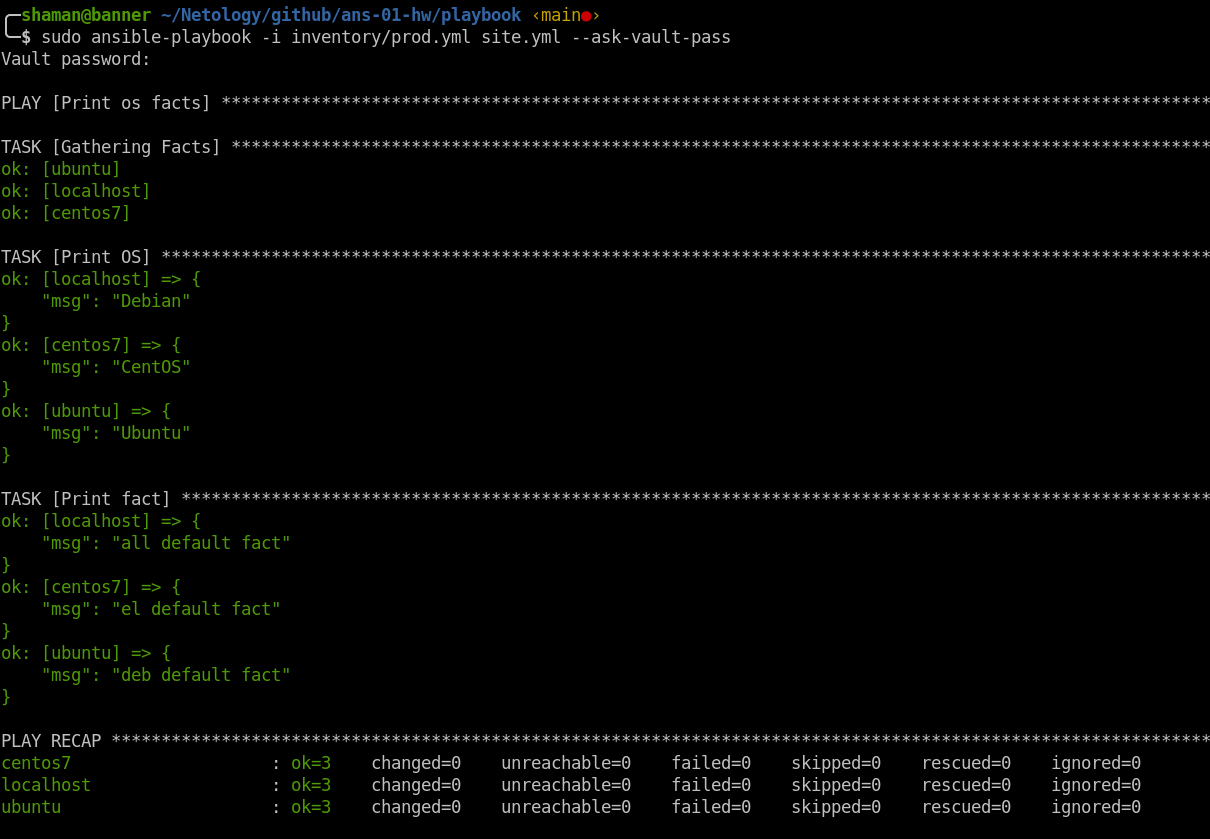 shaman@banner ~/Netology/github/ans-01-hw/playbook ‹main●›
$ sudo ansible-playbook -i inventory/prod.yml site.yml --ask-vault-pass
Vault password:
PLAY [Print os facts] ***************************************************************************************************
TASK [Gathering Facts] **************************************************************************************************
ok: [ubuntu]
ok: [localhost]
ok: [centos7]
TASK [Print OS] *********************************************************************************************************
ok: [localhost] => {
    "msg": "Debian"
}
ok: [centos7] => {
    "msg": "CentOS"
}
ok: [ubuntu] => {
    "msg": "Ubuntu"
}
TASK [Print fact] *******************************************************************************************************
ok: [localhost] => {
    "msg": "all default fact"
}
ok: [centos7] => {
    "msg": "el default fact"
}
ok: [ubuntu] => {
    "msg": "deb default fact"
}
PLAY RECAP **************************************************************************************************************
centos7                    : ok=3    changed=0    unreachable=0    failed=0    skipped=0    rescued=0    ignored=0
localhost                  : ok=3    changed=0    unreachable=0    failed=0    skipped=0    rescued=0    ignored=0
ubuntu                     : ok=3    changed=0    unreachable=0    failed=0    skipped=0    rescued=0    ignored=0